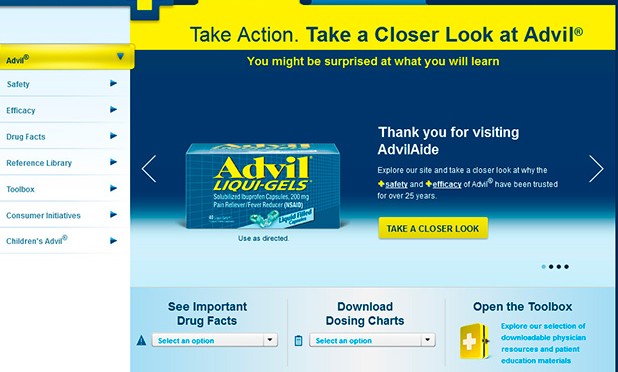 Take Action. Take a Closer Look at Advil®
You might be surprised at what you will learn
Advil®
Safety
Efficacy
Drug Facts
Reference Library
Toolbox
Consumer Initiatives
Children's Advil®
Advil®
LIQUI•GELS®
Solubilized Ibuprofen Capsules, 200 mg
Pain Reliever/Fever Reducer (NSAID)
Liquid Filled
Capsules
Use as directed.
Thank you for visiting
AdvilAide
Explore our site and take a closer look at why the
safety and efficacy of Advil® have been trusted
for over 25 years.
TAKE A CLOSER LOOK
See Important
Drug Facts
Select an option
Download
Dosing Charts
Select an option
Open the Toolbox
Explore our selection of
downloadable physician
resources and patient
education materials